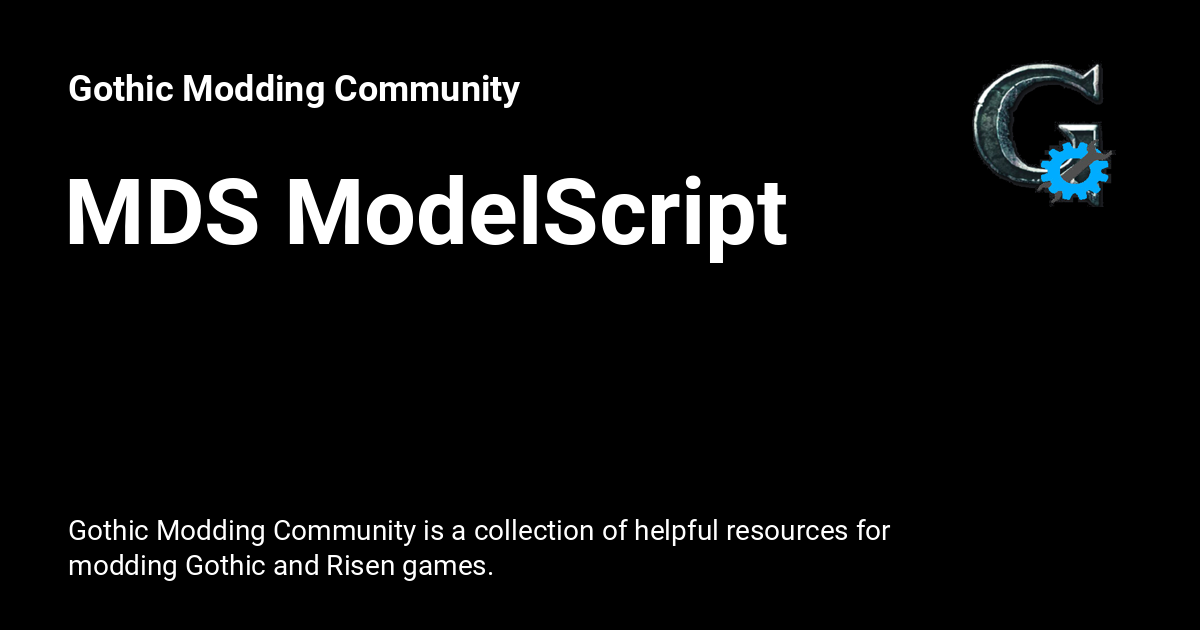 Gothic Modding Community
MDS ModelScript
Gothic Modding Community is a collection of helpful resources for
modding Gothic and Risen games.